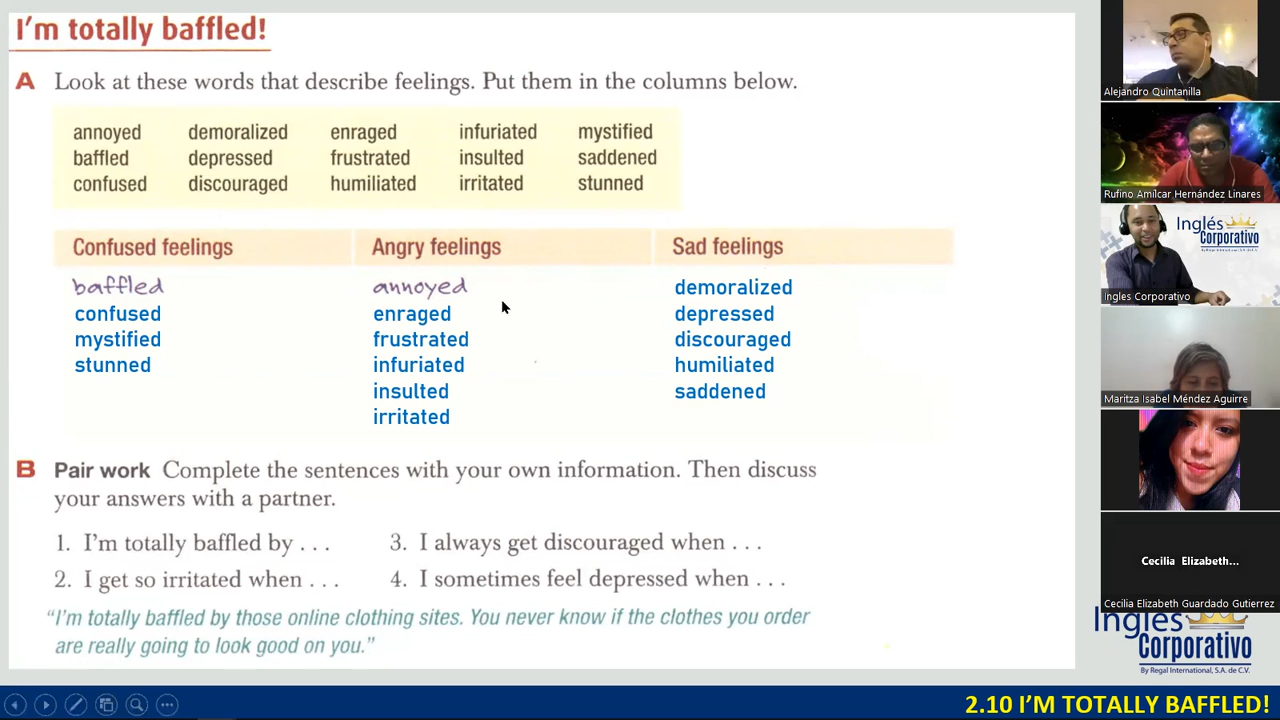 I'm totally baffled!
A Look at these words that describe feelings. Put them in the columns below.
annoyed demoralized enraged infuriated mystified
baffled depressed frustrated insulted saddened
confused discouraged humiliated irritated stunned
Confused feelings Angry feelings Sad feelings
baffled annoyed demoralized
confused enraged depressed
mystified frustrated discouraged
stunned infuriated humiliated
insulted saddened
irritated
B Pair work Complete the sentences with your own information. Then discuss
your answers with a partner.
1. I'm totally baffled by . . . 3. I always get discouraged when . . .
2. I get so irritated when . . . 4. I sometimes feel depressed when . . .
"I'm totally baffled by those online clothing sites. You never know if the clothes you order
are really going to look good on you."
Alejandro Quintanilla
Rufino Amílcar Hernández Linares
Inglés
Corporativo
Ingles Corporativo
Maritza Isabel Méndez Aguirre
Cecilia Elizabeth...
Cecilia Elizabeth Guardado Gutierrez
Inglés
Corporativo
By Regal International, S.A. de C.V.
2.10 I'M TOTALLY BAFFLED!